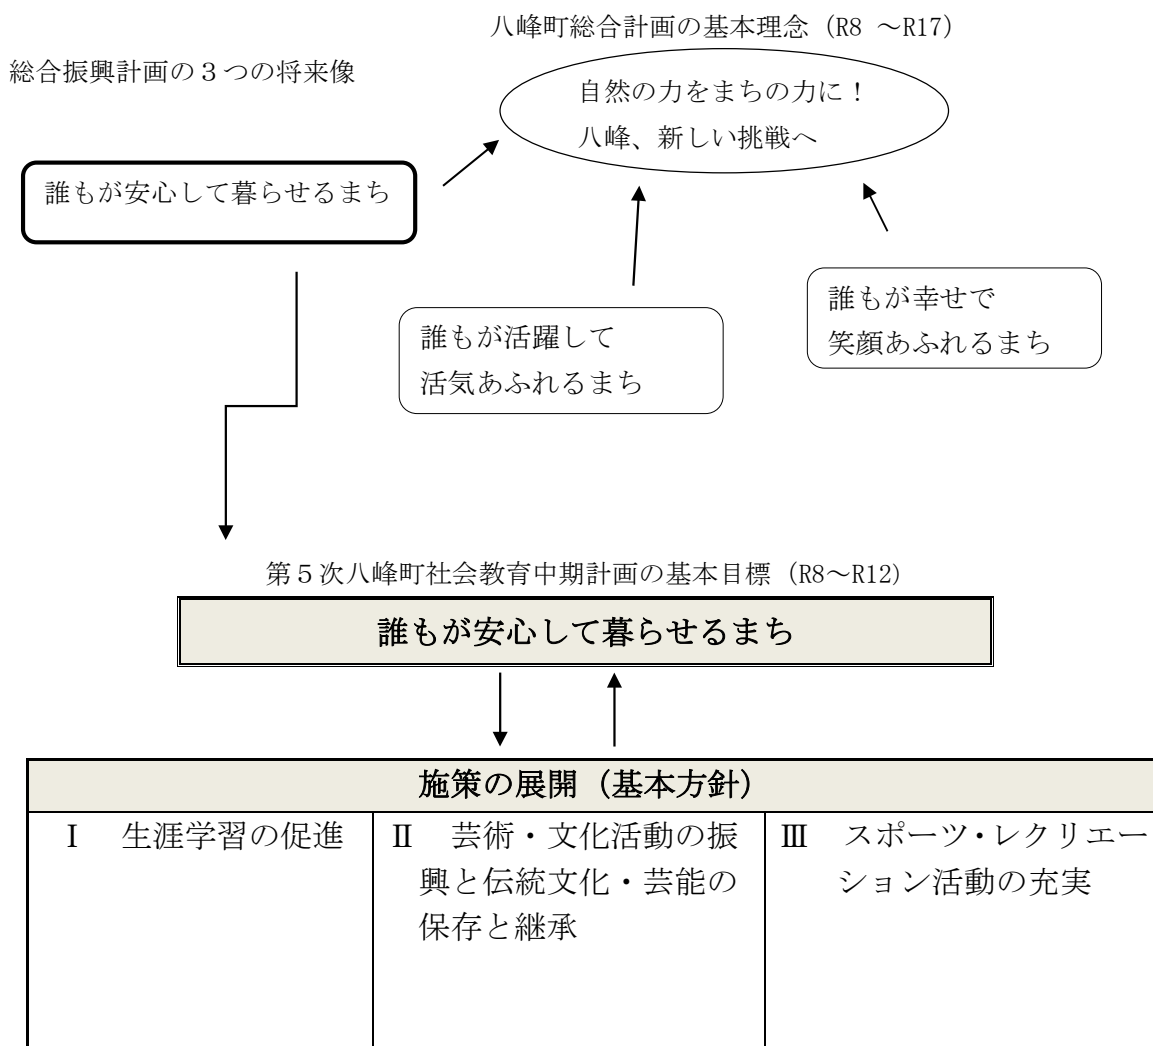 八峰町総合計画の基本理念（R8 ～R17）
総合振興計画の３つの将来像
自然の力をまちの力に！
八峰、新しい挑戦へ
誰もが安心して暮らせるまち
誰もが幸せで
笑顔あふれるまち
誰もが活躍して
活気あふれるまち
第５次八峰町社会教育中期計画の基本目標（R8～R12）
誰もが安心して暮らせるまち
施策の展開（基本方針）
Ⅰ　生涯学習の促進
Ⅱ　芸術・文化活動の振
興と伝統文化・芸能の
保存と継承
Ⅲ　スポーツ・レクリエー
ション活動の充実